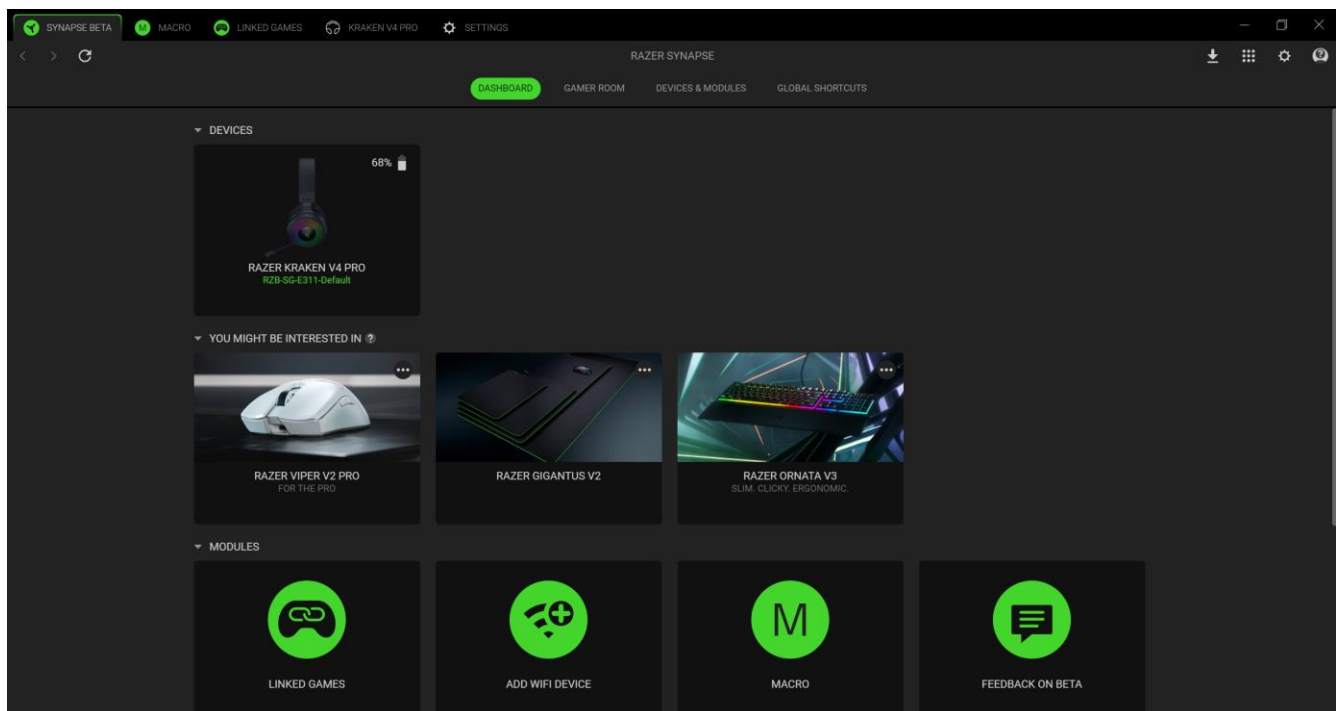 SYNAPSE BETA
M
MACRO
LINKED GAMES
KRAKEN V4 PRO
SETTINGS
RAZER SYNAPSE
DASHBOARD
GAMER ROOM
DEVICES & MODULES
GLOBAL SHORTCUTS
DEVICES
68%
RAZER KRAKEN V4 PRO
RZB-SG-E311-Default
YOU MIGHT BE INTERESTED IN ?
RAZER VIPER V2 PRO
FOR THE PRO
RAZER GIGANTUS V2
RAZER ORNATA V3
SLIM. CLICKY. ERGONOMIC.
MODULES
LINKED GAMES
ADD WIFI DEVICE
M
MACRO
FEEDBACK ON BETA